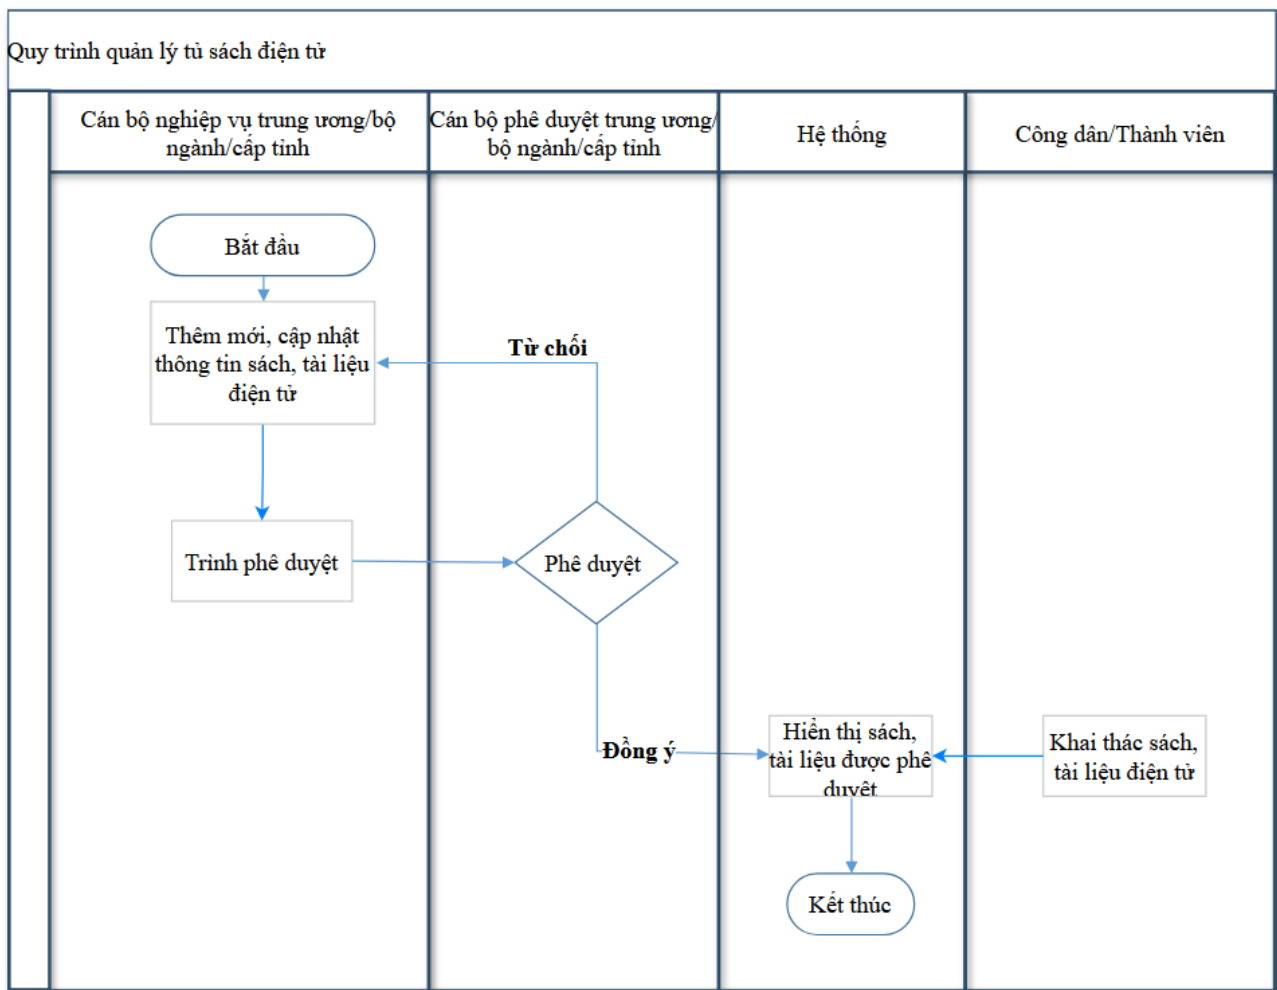 Quy trình quản lý tủ sách điện tử
Cán bộ nghiệp vụ trung ương/bộ
ngành/cấp tỉnh
Cán bộ phê duyệt trung ương/
bộ ngành/cấp tỉnh
Hệ thống
Công dân/Thành viên
Bắt đầu
Thêm mới, cập nhật
thông tin sách, tài liệu
điện tử
Từ chối
Trình phê duyệt
Phê duyệt
Đồng ý
Hiển thị sách,
tài liệu được phê
duyệt
Khai thác sách,
tài liệu điện tử
Kết thúc